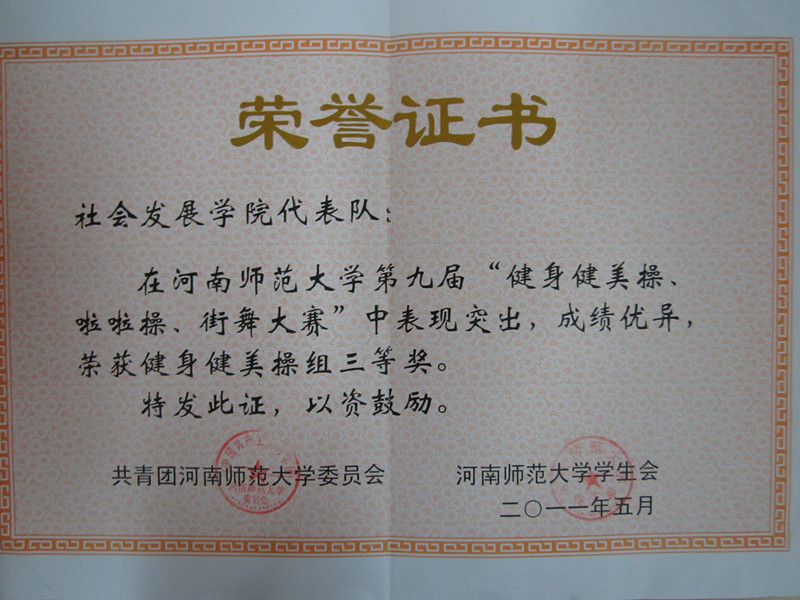 荣誉证书
社会发展学院代表队：
在河南师范大学第九届“健身健美操、
啦啦操、街舞大赛”中表现突出，成绩优异，
荣获健身健美操组三等奖。
特发此证，以资鼓励。
共青团河南师范大学委员会
河南师范大学学生会
二〇一一年五月